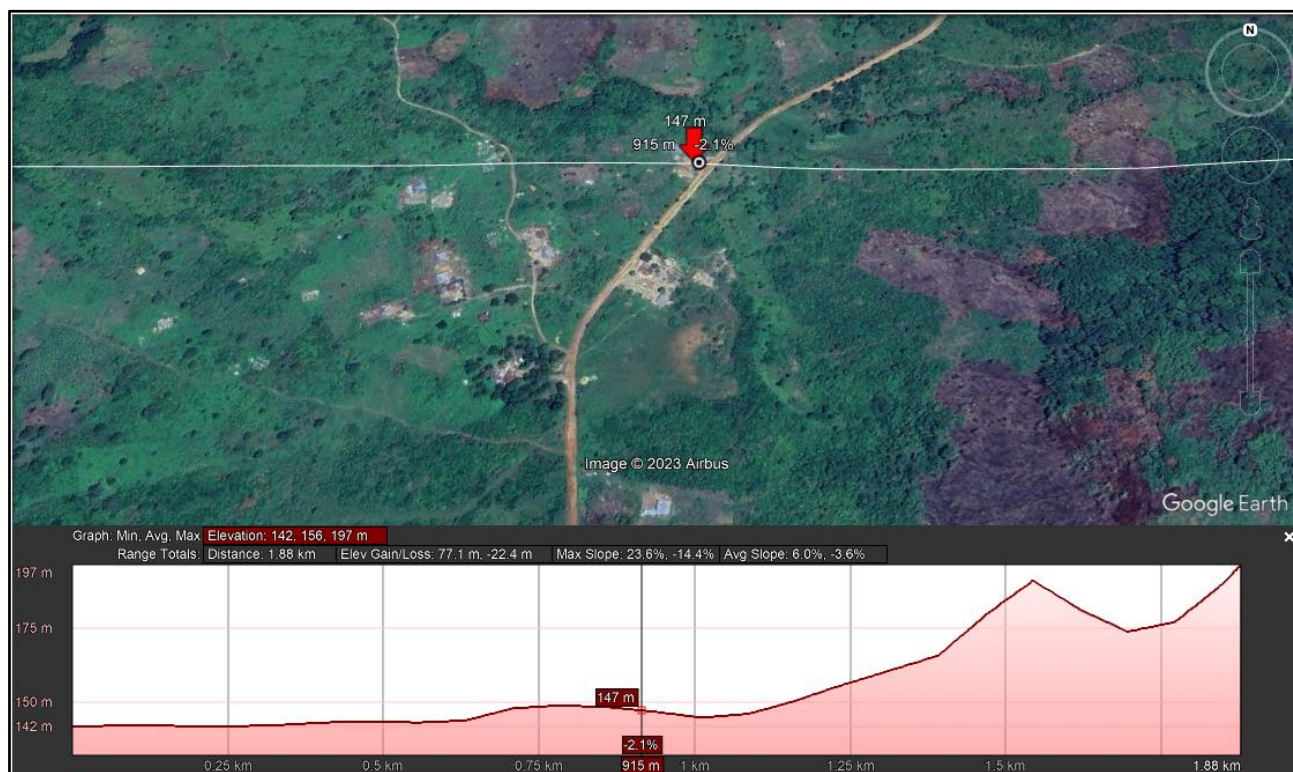 N
147 m
915 m -2.1%
Image © 2023 Airbus
Google Earth
Graph: Min, Avg, Max Elevation: 142, 156, 197 m
Range Totals: Distance: 1.88 km Elev Gain/Loss: 77.1 m, -22.4 m Max Slope: 23.6%, -14.4% Avg Slope: 6.0%, -3.6%
197 m
175 m
147 m
150 m
142 m
-2.1%
0.25 km 0.5 km 0.75 km 915 m 1 km 1.25 km 1.5 km 1.88 km